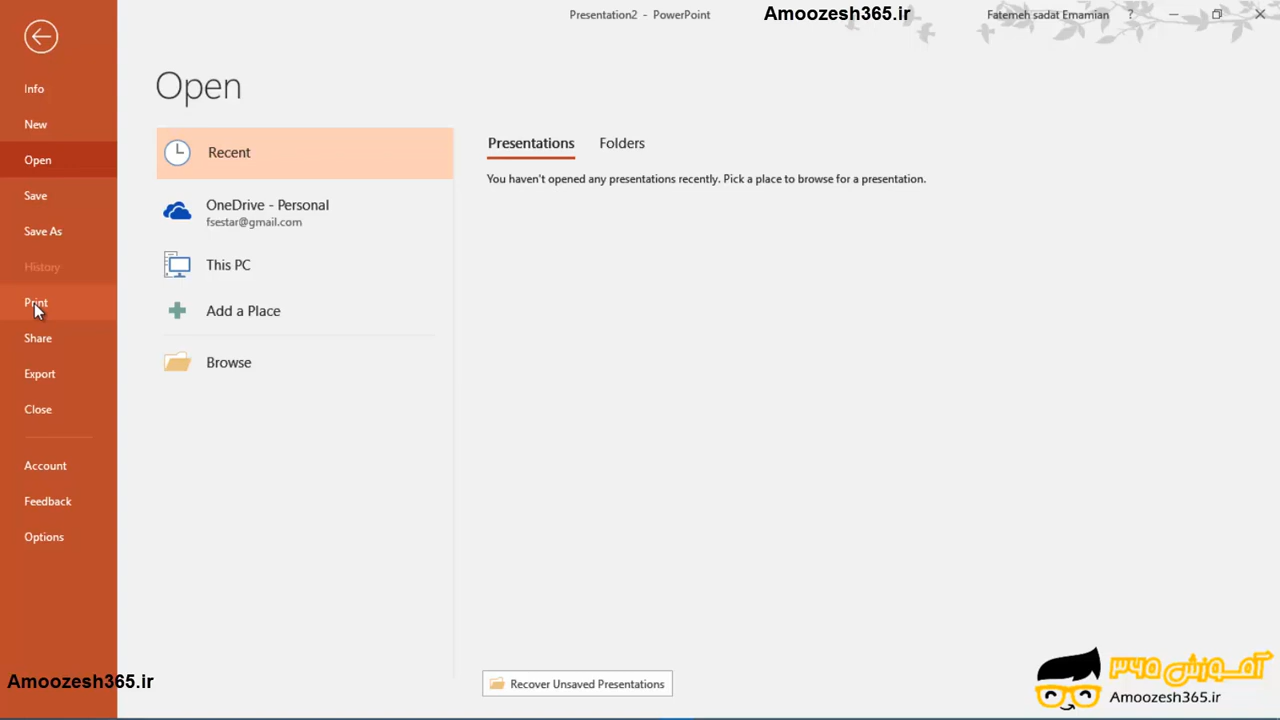 Presentation2 - PowerPoint
Amoozesh365.ir
Fatemeh sadat Emamian
?
Info
New
Open
Save
Save As
History
Print
Share
Export
Close
Account
Feedback
Options
Open
Recent
OneDrive - Personal
fsestar@gmail.com
This PC
Add a Place
Browse
Presentations Folders
You haven't opened any presentations recently. Pick a place to browse for a presentation.
Recover Unsaved Presentations
Amoozesh365.ir
آموزش ۳۶۵
Amoozesh365.ir